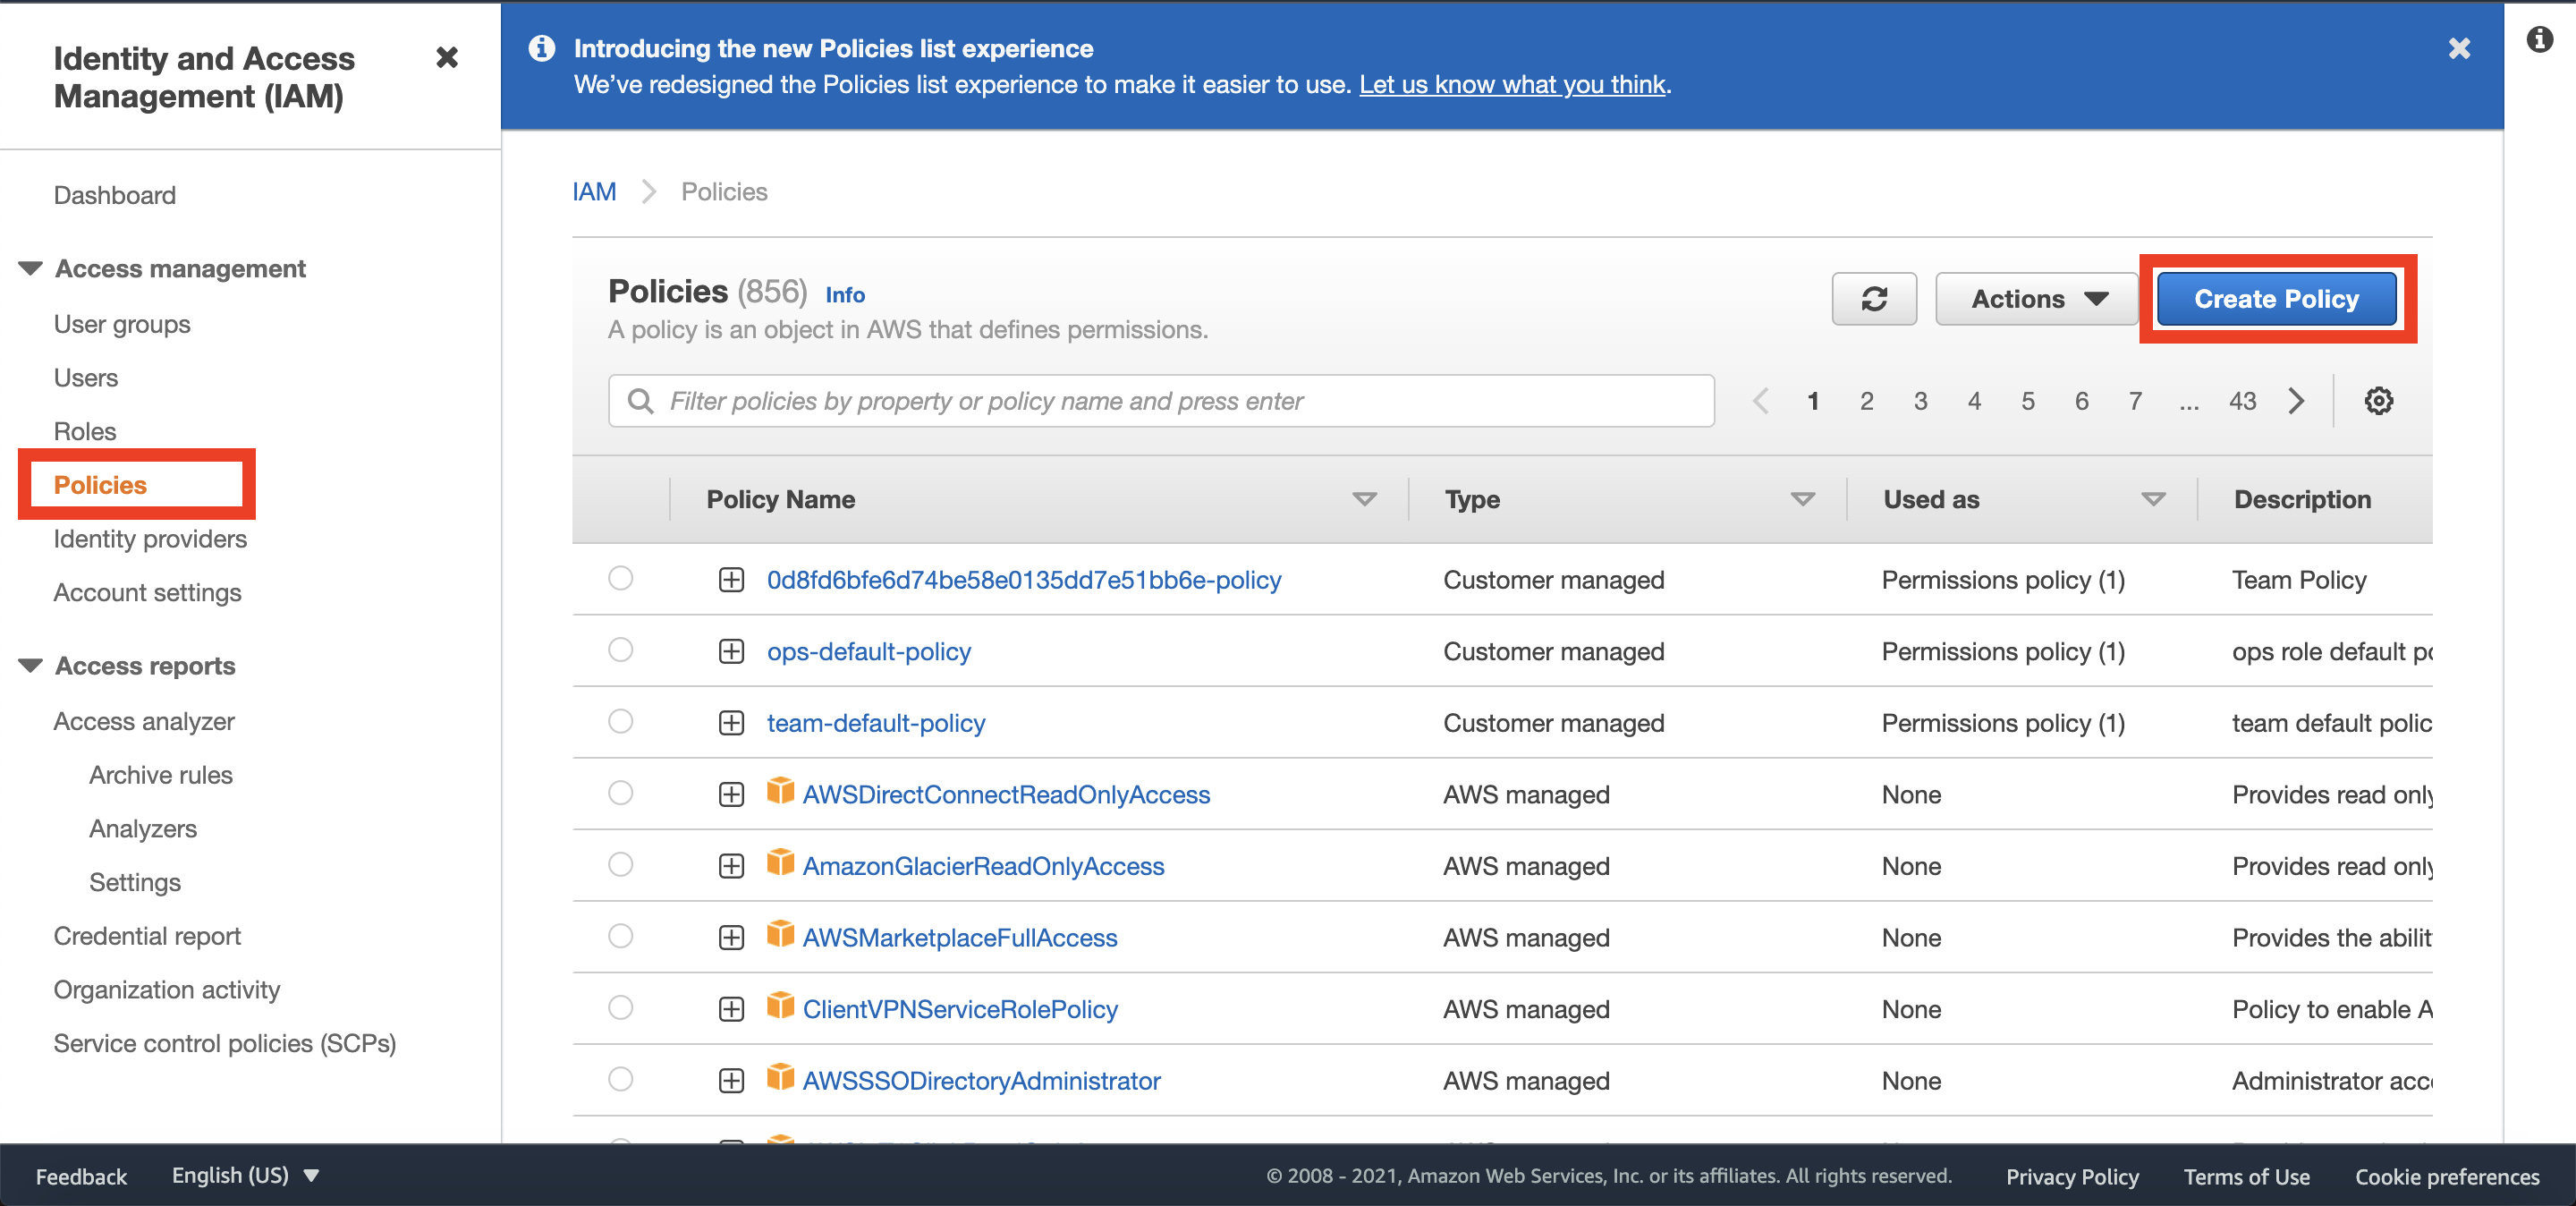 Identity and Access
Management (IAM)
Dashboard
Access management
User groups
Users
Roles
Policies
Identity providers
Account settings
Access reports
Access analyzer
Archive rules
Analyzers
Settings
Credential report
Organization activity
Service control policies (SCPs)
Introducing the new Policies list experience
We've redesigned the Policies list experience to make it easier to use. Let us know what you think.
IAM Policies
Policies (856) Info
A policy is an object in AWS that defines permissions.
Actions
Create Policy
Filter policies by property or policy name and press enter
1 2 3 4 5 6 7 ... 43
Policy Name Type Used as Description
0d8fd6bfe6d74be58e0135dd7e51bb6e-policy Customer managed Permissions policy (1) Team Policy
ops-default-policy Customer managed Permissions policy (1) ops role default po
team-default-policy Customer managed Permissions policy (1) team default polic
AWSDirectConnectReadOnlyAccess AWS managed None Provides read only
AmazonGlacierReadOnlyAccess AWS managed None Provides read only
AWSMarketplaceFullAccess AWS managed None Provides the abilit
ClientVPNServiceRolePolicy AWS managed None Policy to enable A
AWSSSODirectoryAdministrator AWS managed None Administrator acce
Feedback English (US) © 2008 - 2021, Amazon Web Services, Inc. or its affiliates. All rights reserved. Privacy Policy Terms of Use Cookie preferences